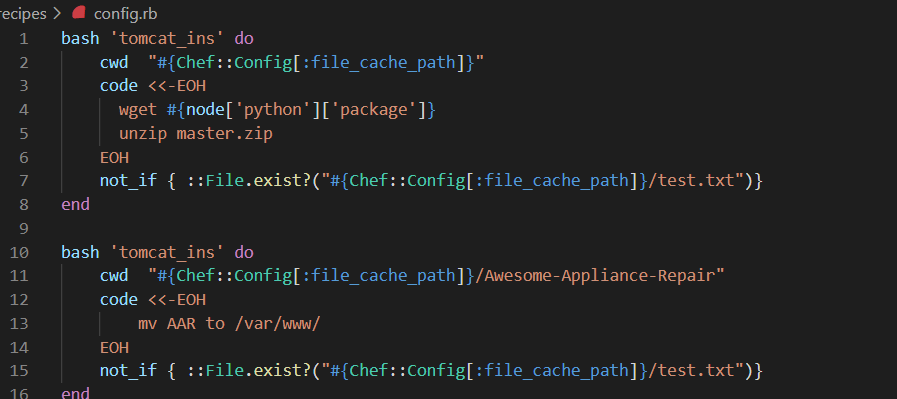 recipes > config.rb
1 bash 'tomcat_ins' do
2 cwd  "#{Chef::Config[:file_cache_path]}"
3 code <<-EOH
4 wget #{node['python']['package']}
5 unzip master.zip
6 EOH
7 not_if { ::File.exist?("#{Chef::Config[:file_cache_path]}/test.txt")}
8 end
9
10 bash 'tomcat_ins' do
11 cwd  "#{Chef::Config[:file_cache_path]}/Awesome-Appliance-Repair"
12 code <<-EOH
13 mv AAR to /var/www/
14 EOH
15 not_if { ::File.exist?("#{Chef::Config[:file_cache_path]}/test.txt")}
16 end